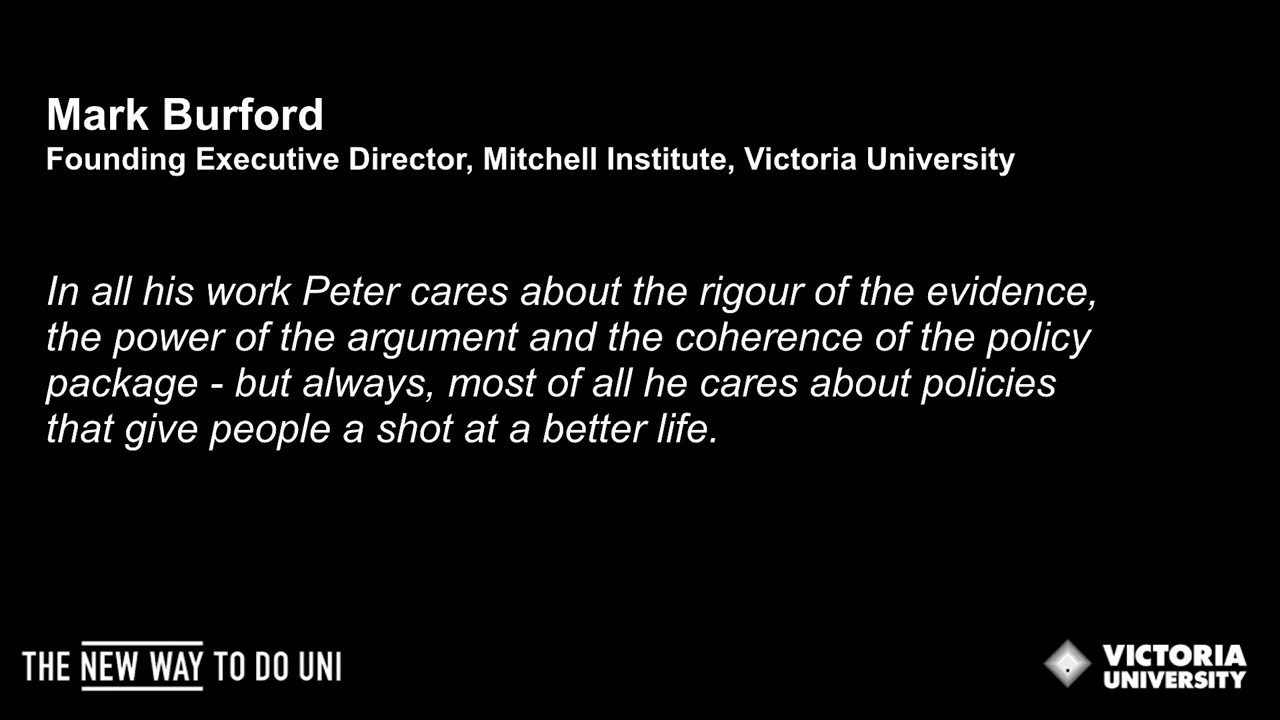 Mark Burford
Founding Executive Director, Mitchell Institute, Victoria University
In all his work Peter cares about the rigour of the evidence,
the power of the argument and the coherence of the policy
package - but always, most of all he cares about policies
that give people a shot at a better life.
THE NEW WAY TO DO UNI
VICTORIA
UNIVERSITY